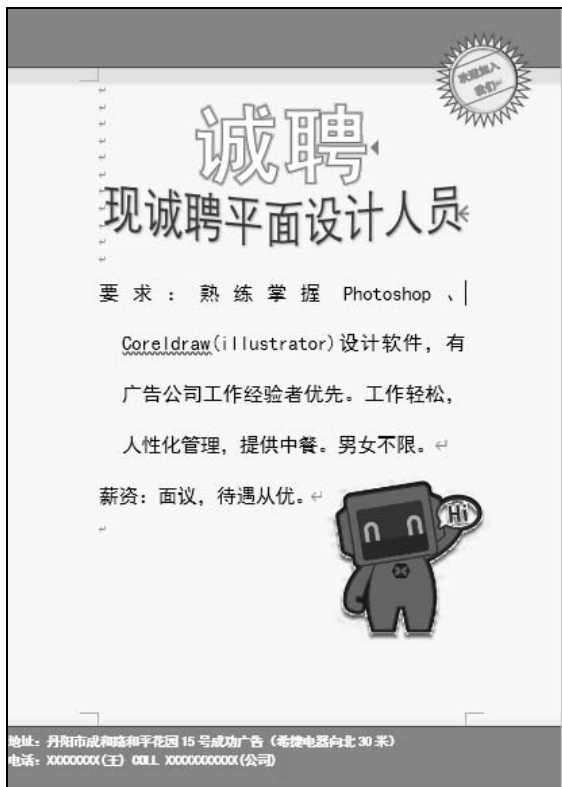 欢迎加入
我们
诚聘
现诚聘平面设计人员
要求：熟练掌握 Photoshop、
Coreldraw(illustrator)设计软件，有
广告公司工作经验者优先。工作轻松，
人性化管理，提供中餐。男女不限。
薪资：面议，待遇从优。
Hi
地址：丹阳市成和路和平花园 15 号成功广告（希捷电器向北 30 米）
电话：XXXXXXXX(王) COLL XXXXXXXXXXX(公司)